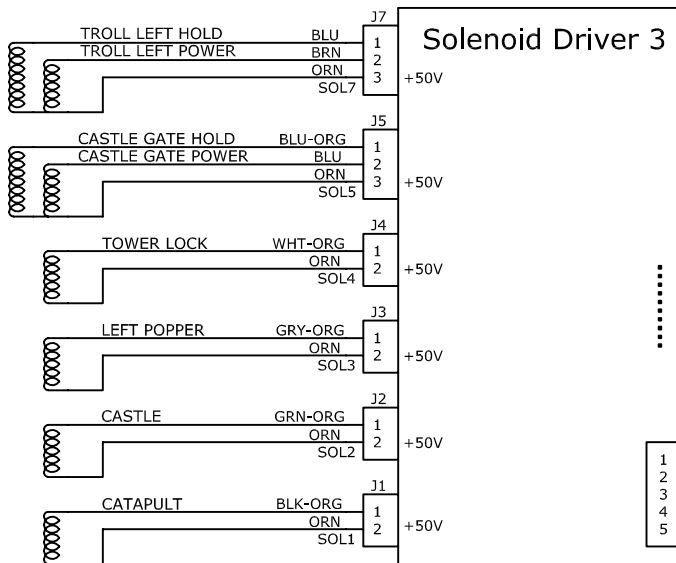 Solenoid Driver 3
J7
TROLL LEFT HOLD BLU 1
TROLL LEFT POWER BRN 2
ORN 3 +50V
SOL7
J5
CASTLE GATE HOLD BLU-ORG 1
CASTLE GATE POWER BLU 2
ORN 3 +50V
SOL5
J4
TOWER LOCK WHT-ORG 1
ORN 2 +50V
SOL4
J3
LEFT POPPER GRY-ORG 1
ORN 2 +50V
SOL3
J2
CASTLE GRN-ORG 1
ORN 2 +50V
SOL2
J1
CATAPULT BLK-ORG 1
ORN 2 +50V
SOL1
1
2
3
4
5